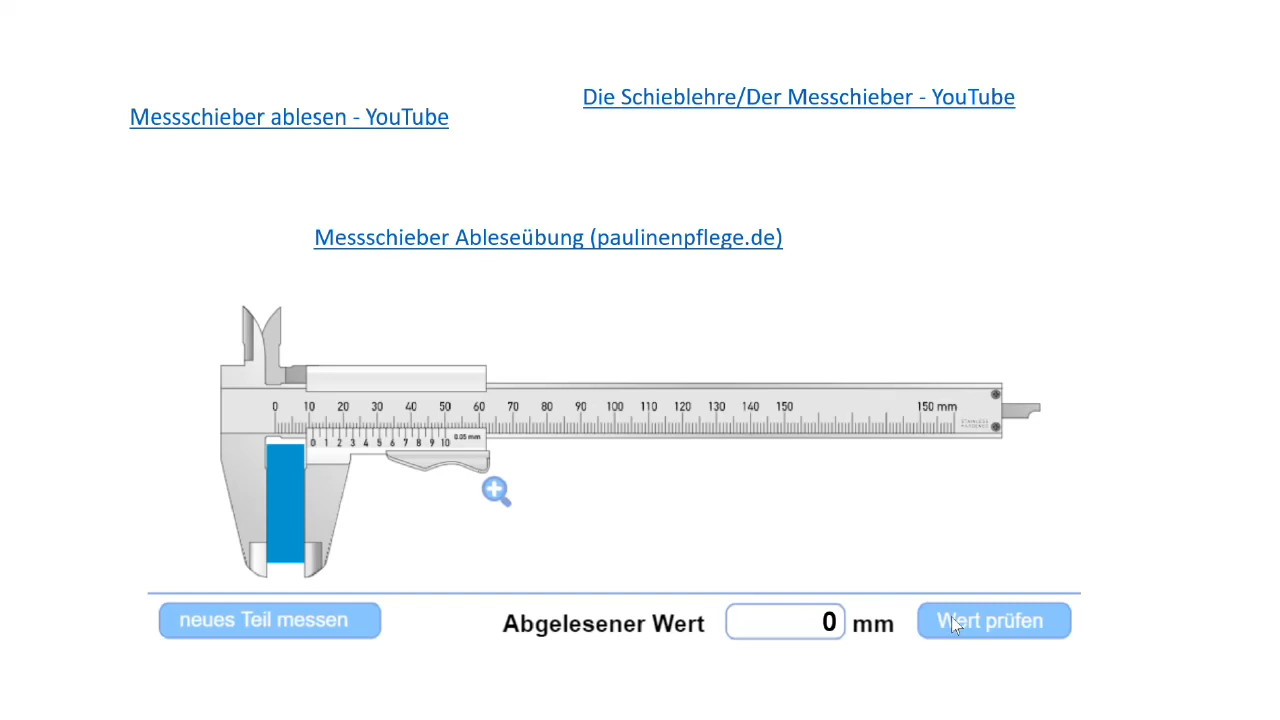 Die Schieblehre/Der Messchieber - YouTube
Messschieber ablesen - YouTube
Messschieber Ableseübung (paulinenpflege.de)
0 10 20 30 40 50 60 70 80 90 100 110 120 130 140 150 150 mm
0 1 2 3 4 5 6 7 8 9 10 0.05 mm
neues Teil messen Abgelesener Wert 0 mm Wert prüfen